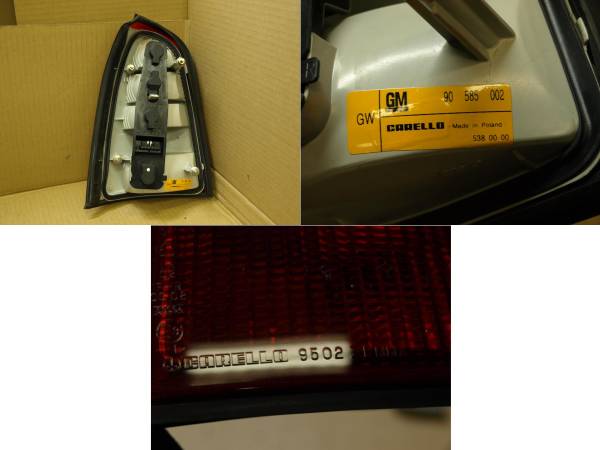 GM 90 585 002
GW
CARELLO - Made in Poland
538 00 00
CARELLO 9502